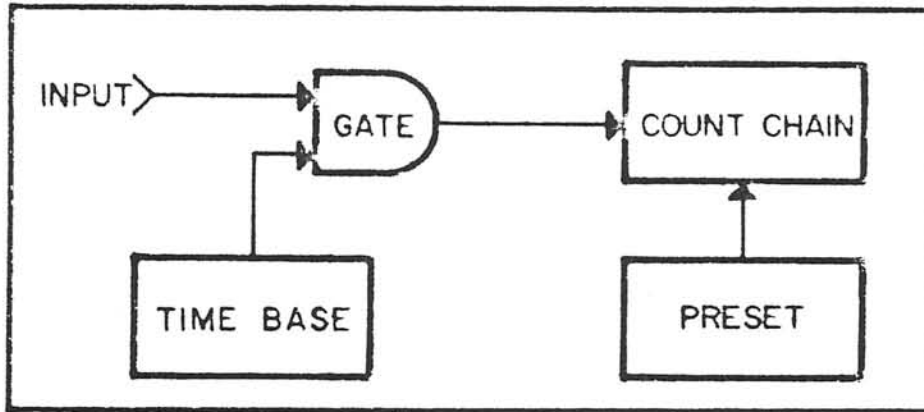 INPUT
GATE
COUNT CHAIN
TIME BASE
PRESET